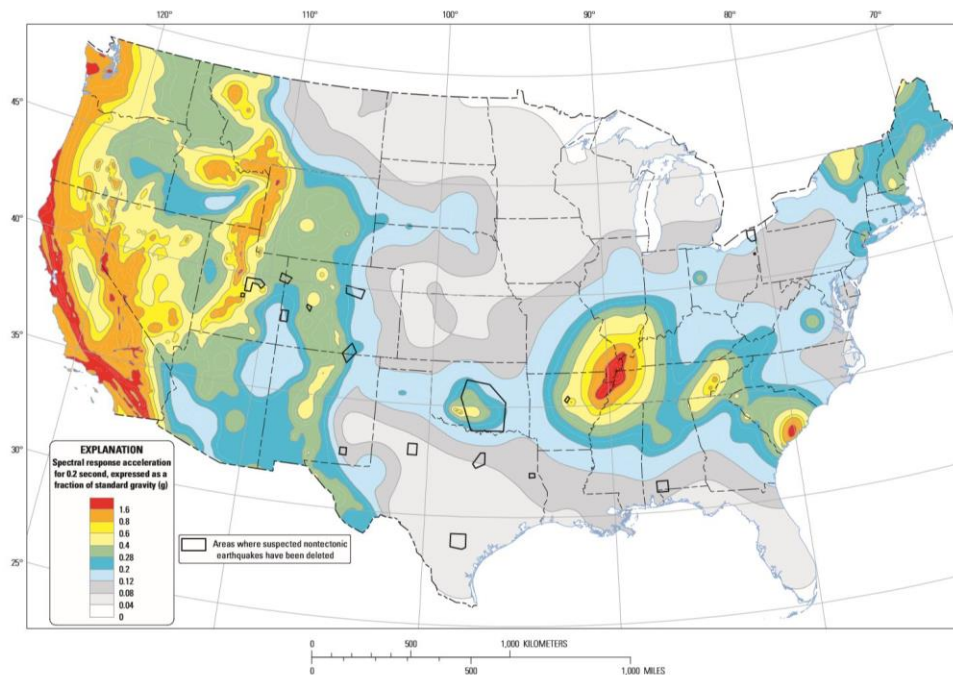 120°
110°
100°
90°
80°
70°
45°
40°
35°
30°
25°
EXPLANATION
Spectral response acceleration
for 0.2 second, expressed as a
fraction of standard gravity (g)
1.6
0.8
0.6
0.4
0.28
0.2
0.12
0.08
0.04
0
Areas where suspected nontectonic
earthquakes have been deleted
0 500 1,000 KILOMETERS
0 500 1,000 MILES